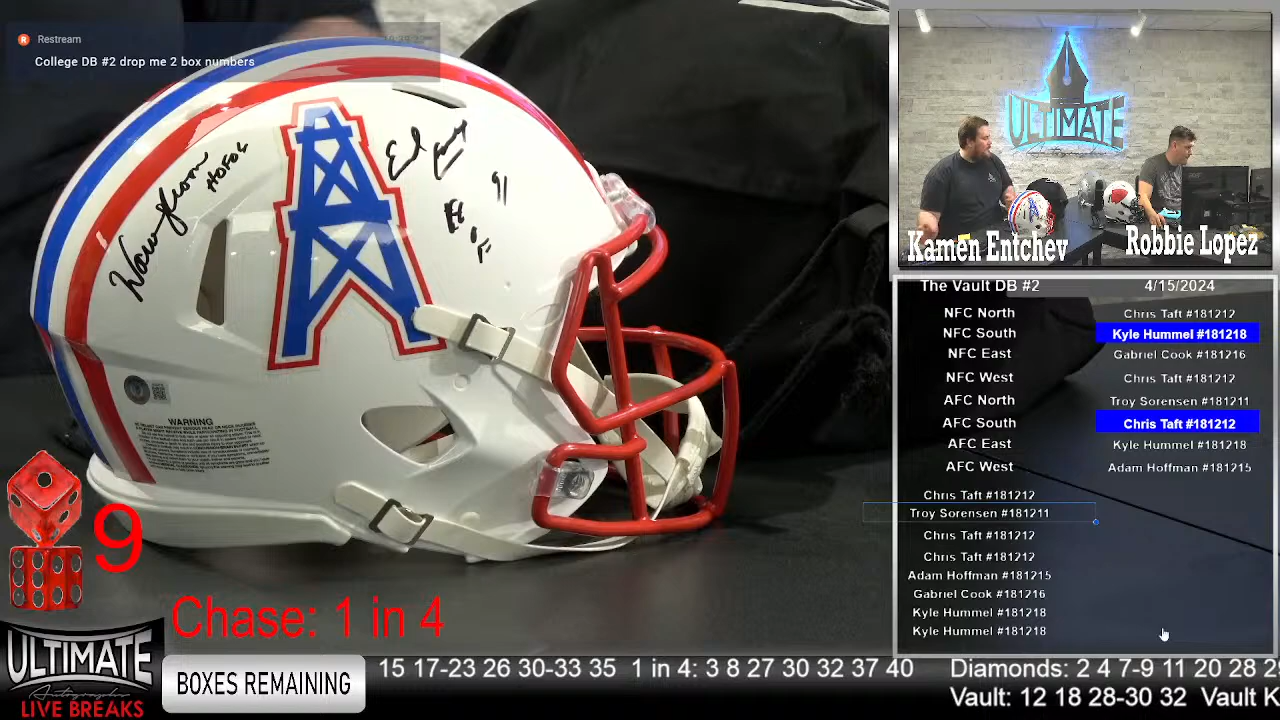 Restream
College DB #2 drop me 2 box numbers
HOFOG
91
WARNING
ULTIMATE
Kamen Entchev
Robbie Lopez
The Vault DB #2 4/15/2024
NFC North Chris Taft #181212
NFC South Kyle Hummel #181218
NFC East Gabriel Cook #181216
NFC West Chris Taft #181212
AFC North Troy Sorensen #181211
AFC South Chris Taft #181212
AFC East Kyle Hummel #181218
AFC West Adam Hoffman #181215
Chris Taft #181212
Troy Sorensen #181211
Chris Taft #181212
Chris Taft #181212
Adam Hoffman #181215
Gabriel Cook #181216
Kyle Hummel #181218
Kyle Hummel #181218
9
Chase: 1 in 4
ULTIMATE
Autographs
LIVE BREAKS
BOXES REMAINING
15 17-23 26 30-33 35 1 in 4: 3 8 27 30 32 37 40
Diamonds: 2 4 7-9 11 20 28 29
Vault: 12 18 28-30 32 Vault K